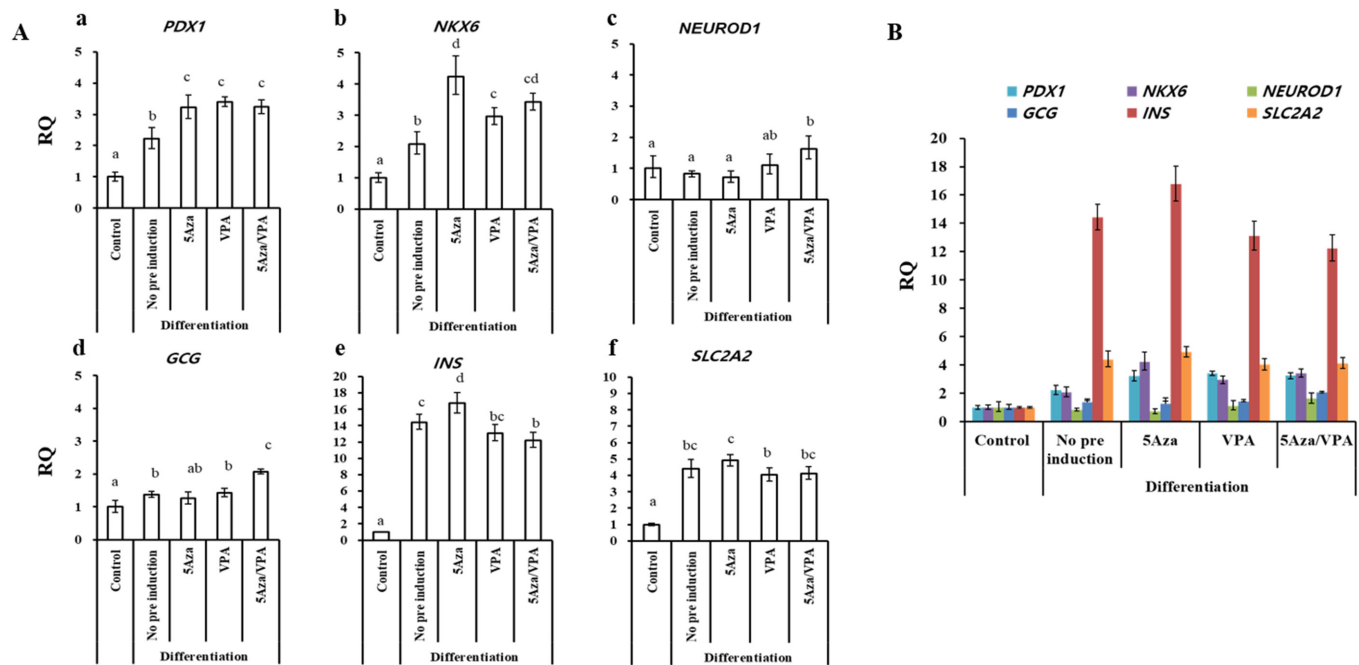 A
a
PDX1
RQ
5
4
3
2
1
0
a
b
c
c
c
Control
No pre induction
5Aza
VPA
5Aza/VPA
Differentiation
b
NKX6
5
4
3
2
1
0
a
b
d
c
cd
Control
No pre induction
5Aza
VPA
5Aza/VPA
Differentiation
c
NEUROD1
5
4
3
2
1
0
a
a
a
ab
b
Control
No pre induction
5Aza
VPA
5Aza/VPA
Differentiation
d
GCG
RQ
5
4
3
2
1
0
a
b
ab
b
c
Control
No pre induction
5Aza
VPA
5Aza/VPA
Differentiation
e
INS
20
18
16
14
12
10
8
6
4
2
0
a
c
d
bc
b
Control
No pre induction
5Aza
VPA
5Aza/VPA
Differentiation
f
SLC2A2
10
9
8
7
6
5
4
3
2
1
0
a
bc
c
b
bc
Control
No pre induction
5Aza
VPA
5Aza/VPA
Differentiation
B
PDX1 NKX6 NEUROD1
GCG INS SLC2A2
RQ
20
18
16
14
12
10
8
6
4
2
0
Control
No pre
induction
5Aza
VPA
5Aza/VPA
Differentiation